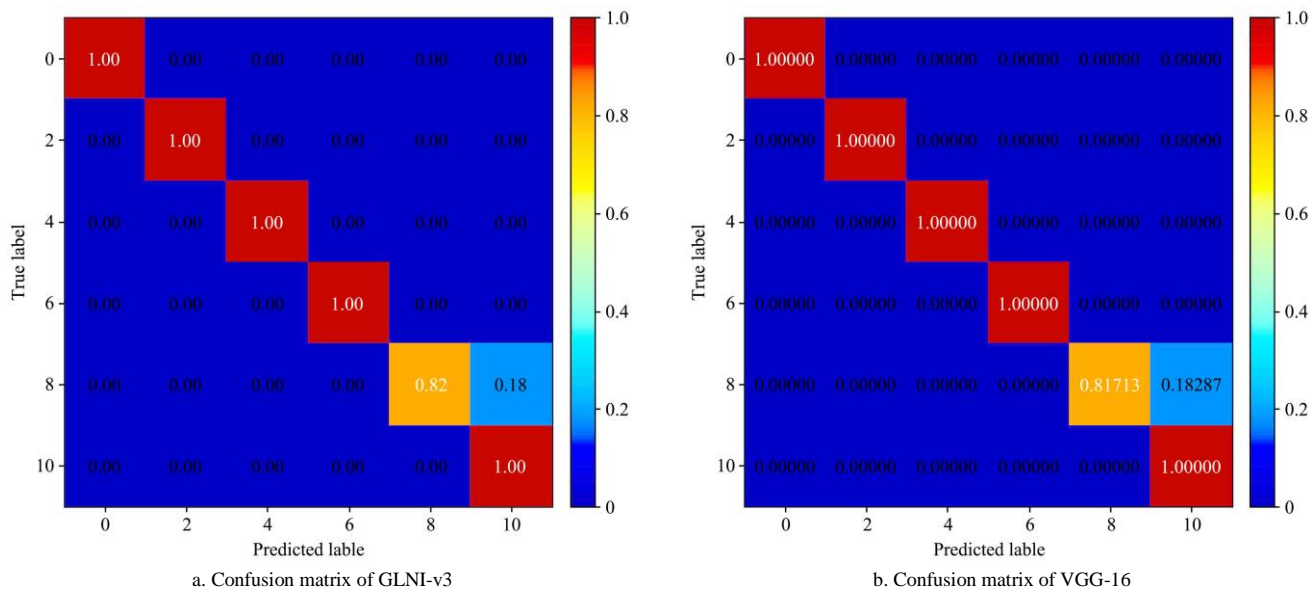 0 1.00 0.00 0.00 0.00 0.00 0.00
2 0.00 1.00 0.00 0.00 0.00 0.00
4 0.00 0.00 1.00 0.00 0.00 0.00
6 0.00 0.00 0.00 1.00 0.00 0.00
8 0.00 0.00 0.00 0.00 0.82 0.18
10 0.00 0.00 0.00 0.00 0.00 1.00
0 2 4 6 8 10
True label
Predicted lable
1.0
0.8
0.6
0.4
0.2
0
a. Confusion matrix of GLNI-v3
0 1.00000 0.00000 0.00000 0.00000 0.00000 0.00000
2 0.00000 1.00000 0.00000 0.00000 0.00000 0.00000
4 0.00000 0.00000 1.00000 0.00000 0.00000 0.00000
6 0.00000 0.00000 0.00000 1.00000 0.00000 0.00000
8 0.00000 0.00000 0.00000 0.00000 0.81713 0.18287
10 0.00000 0.00000 0.00000 0.00000 0.00000 1.00000
0 2 4 6 8 10
True label
Predicted lable
1.0
0.8
0.6
0.4
0.2
0
b. Confusion matrix of VGG-16